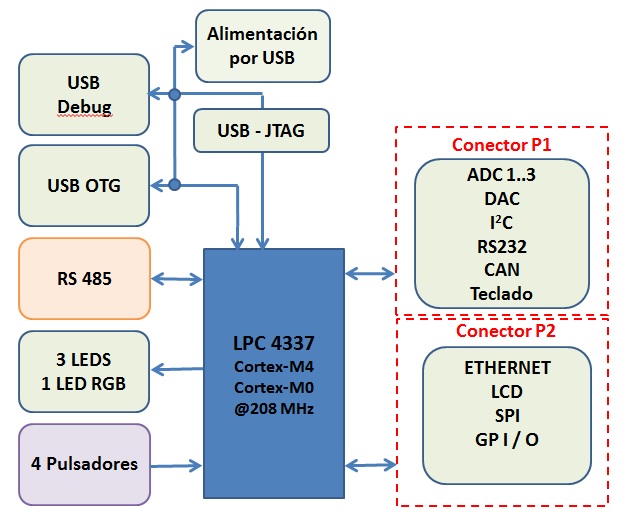 Alimentación
por USB
USB
Debug
USB - JTAG
USB OTG
RS 485
3 LEDS
1 LED RGB
4 Pulsadores
LPC 4337
Cortex-M4
Cortex-M0
@208 MHz
Conector P1
ADC 1..3
DAC
I²C
RS232
CAN
Teclado
Conector P2
ETHERNET
LCD
SPI
GP I / O